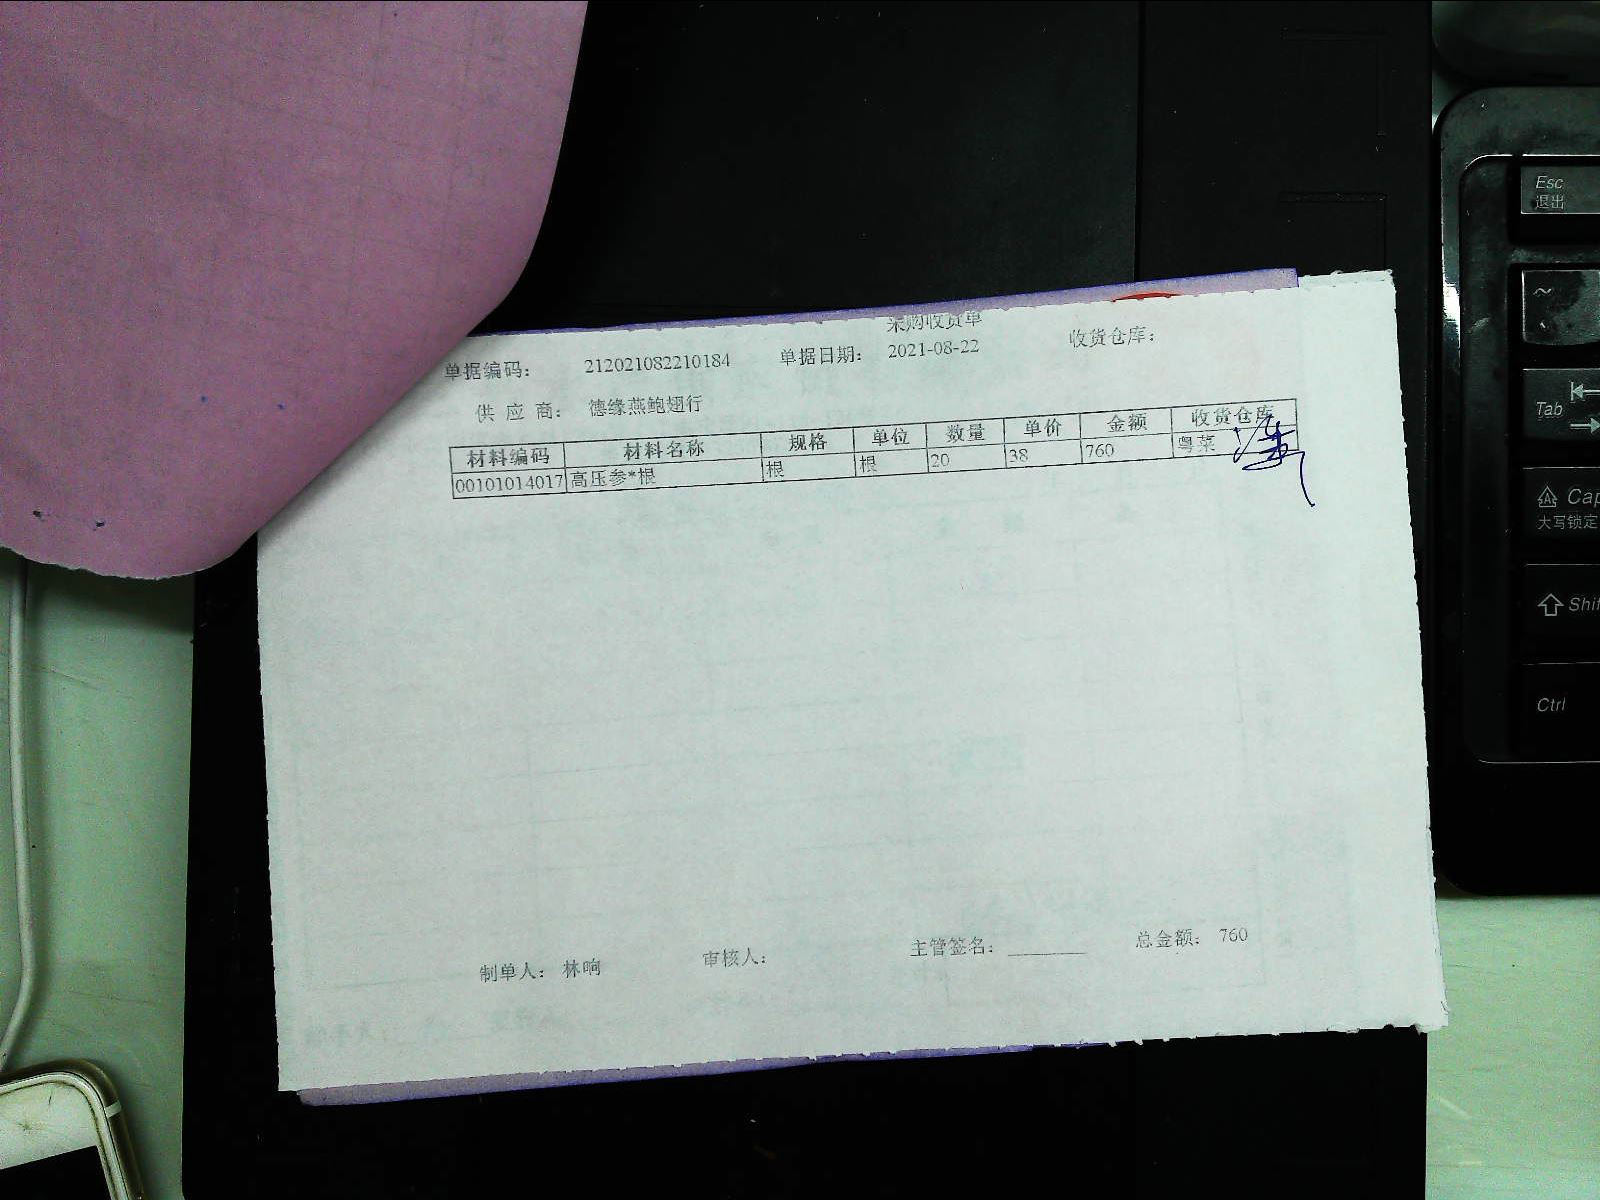 采购收货单
单据编码： 212021082210184 单据日期： 2021-08-22 收货仓库：
供 应 商： 德缘燕鲍翅行
材料编码 材料名称 规格 单位 数量 单价 金额 收货仓库
00101014017 高压参*根 根 根 20 38 760 粤菜
制单人： 林响 审核人： 主管签名： 总金额： 760
Esc
退出
~
Tab
Cap
大写锁定
Shif
Ctrl